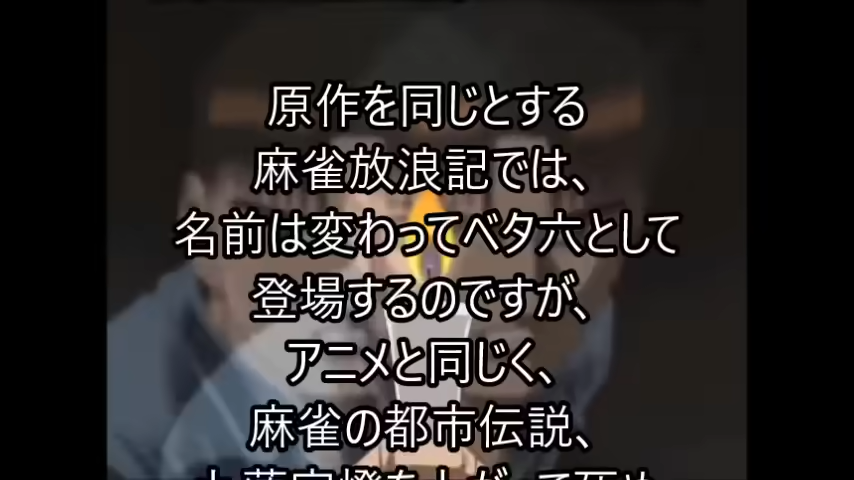 原作を同じとする
麻雀放浪記では、
名前は変わってベタ六として
登場するのですが、
アニメと同じく、
麻雀の都市伝説、